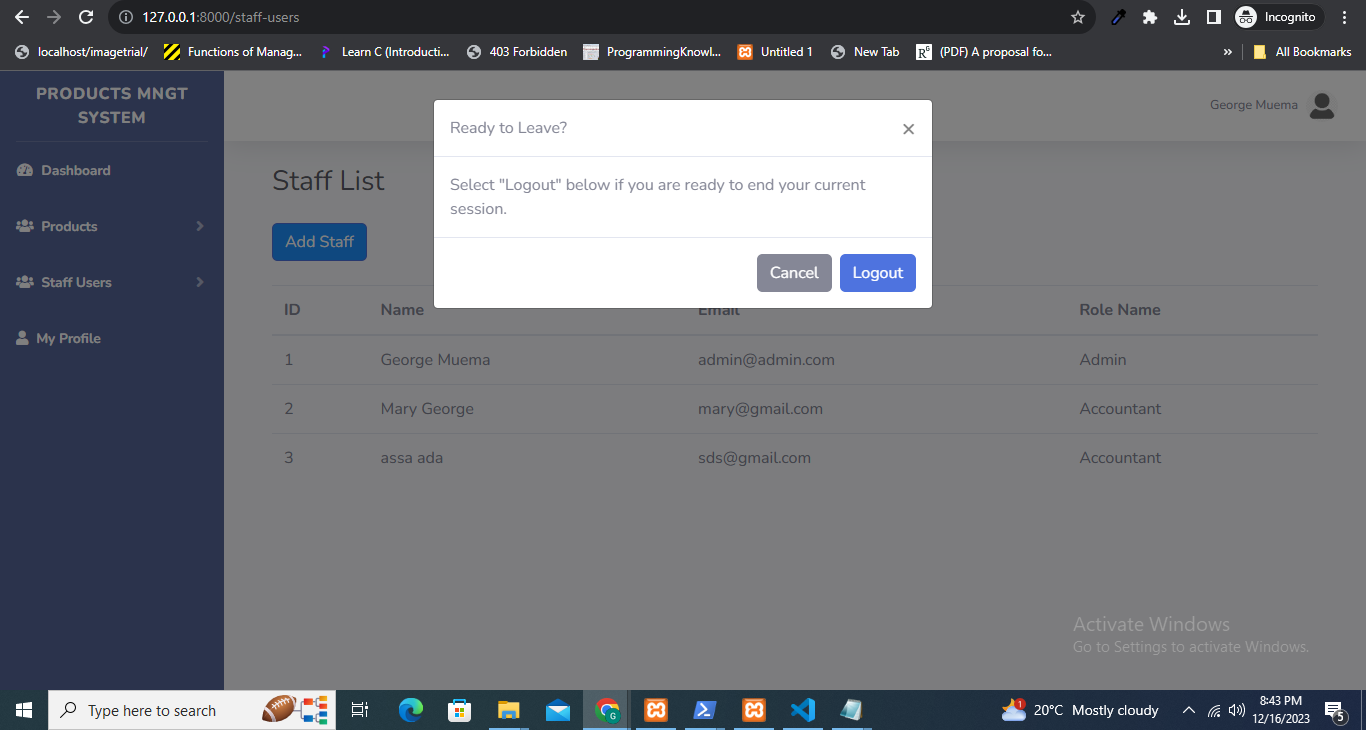 127.0.0.1:8000/staff-users
Incognito
localhost/imagetrial/
Functions of Manag...
Learn C (Introducti...
403 Forbidden
ProgrammingKnowl...
Untitled 1
New Tab
(PDF) A proposal fo...
»
All Bookmarks
PRODUCTS MNGT
SYSTEM
Dashboard
Products
Staff Users
My Profile
George Muema
Ready to Leave?
×
Select "Logout" below if you are ready to end your current
session.
Cancel
Logout
Staff List
Add Staff
ID Name Email Role Name
1 George Muema admin@admin.com Admin
2 Mary George mary@gmail.com Accountant
3 assa ada sds@gmail.com Accountant
Activate Windows
Go to Settings to activate Windows.
Type here to search
1
20°C Mostly cloudy
8:43 PM
12/16/2023
5